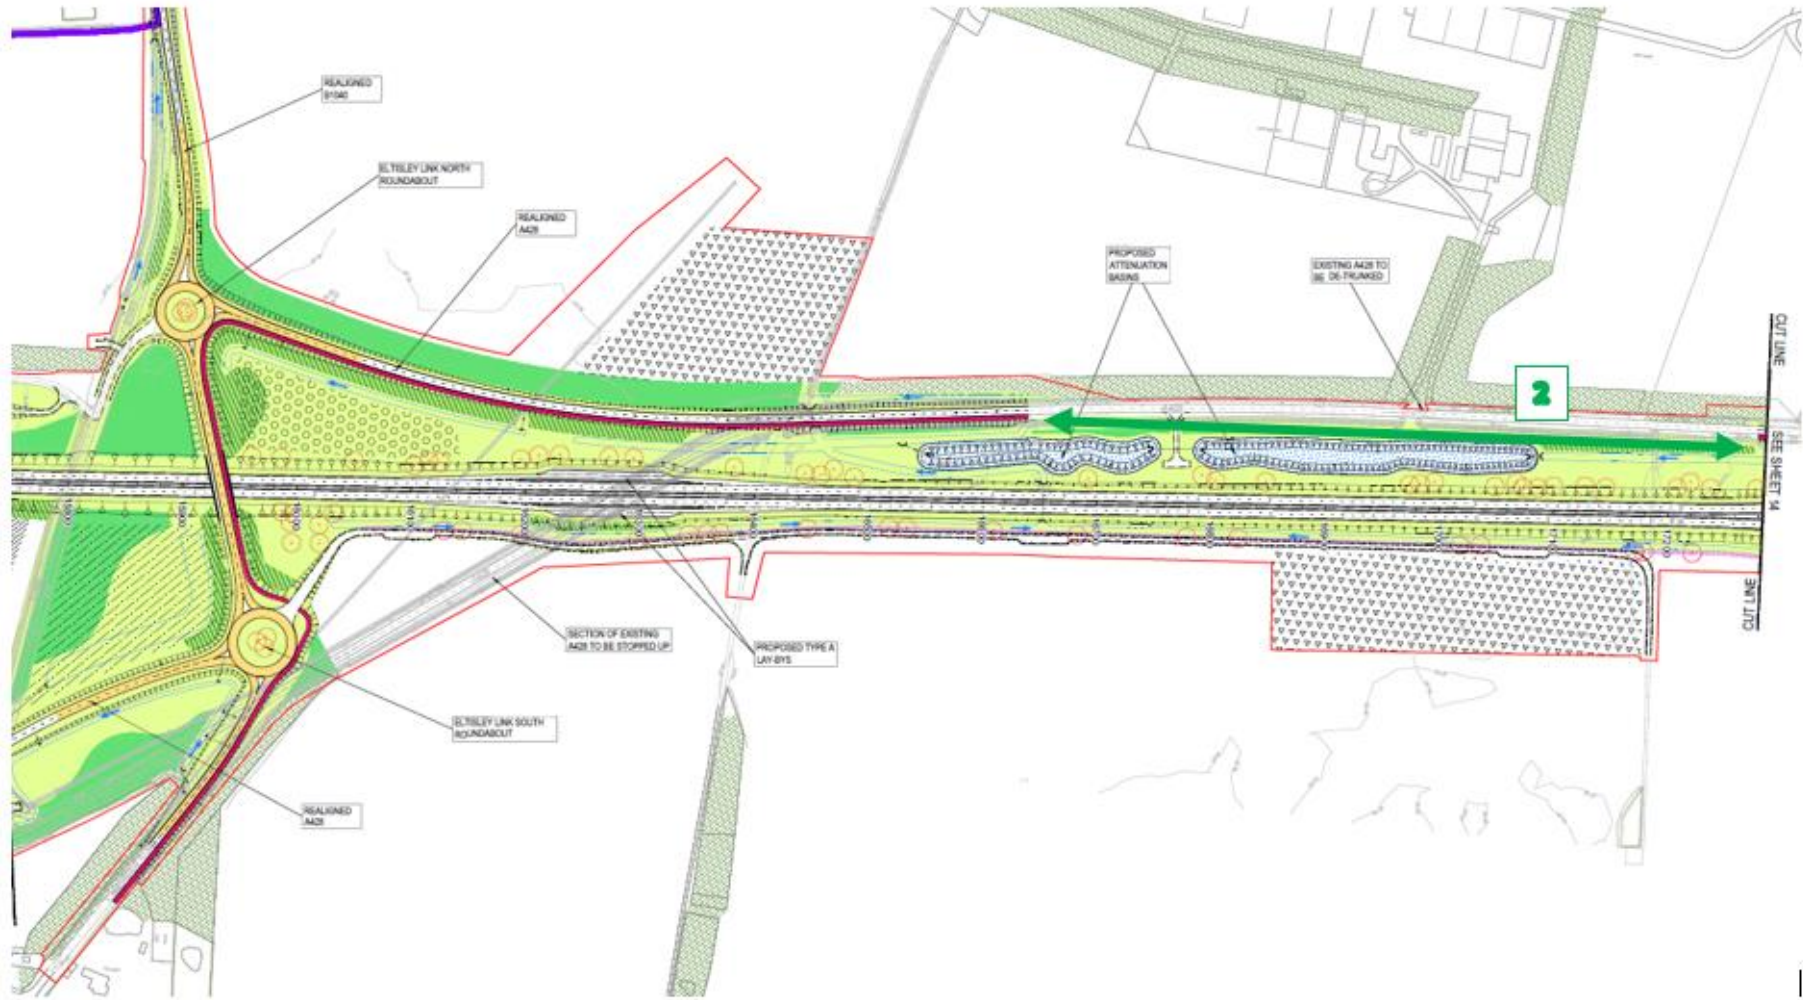 REALIGNED
B1040
ELTISLEY LINK NORTH
ROUNDABOUT
REALIGNED
A428
PROPOSED
ATTENUATION
BASINS
EXISTING A428 TO
BE DE-TRUNKED
2
CUT LINE
SEE SHEET 14
CUT LINE
SECTION OF EXISTING
A428 TO BE STOPPED UP
PROPOSED TYPE A
LAY-BYS
ELTISLEY LINK SOUTH
ROUNDABOUT
REALIGNED
A428